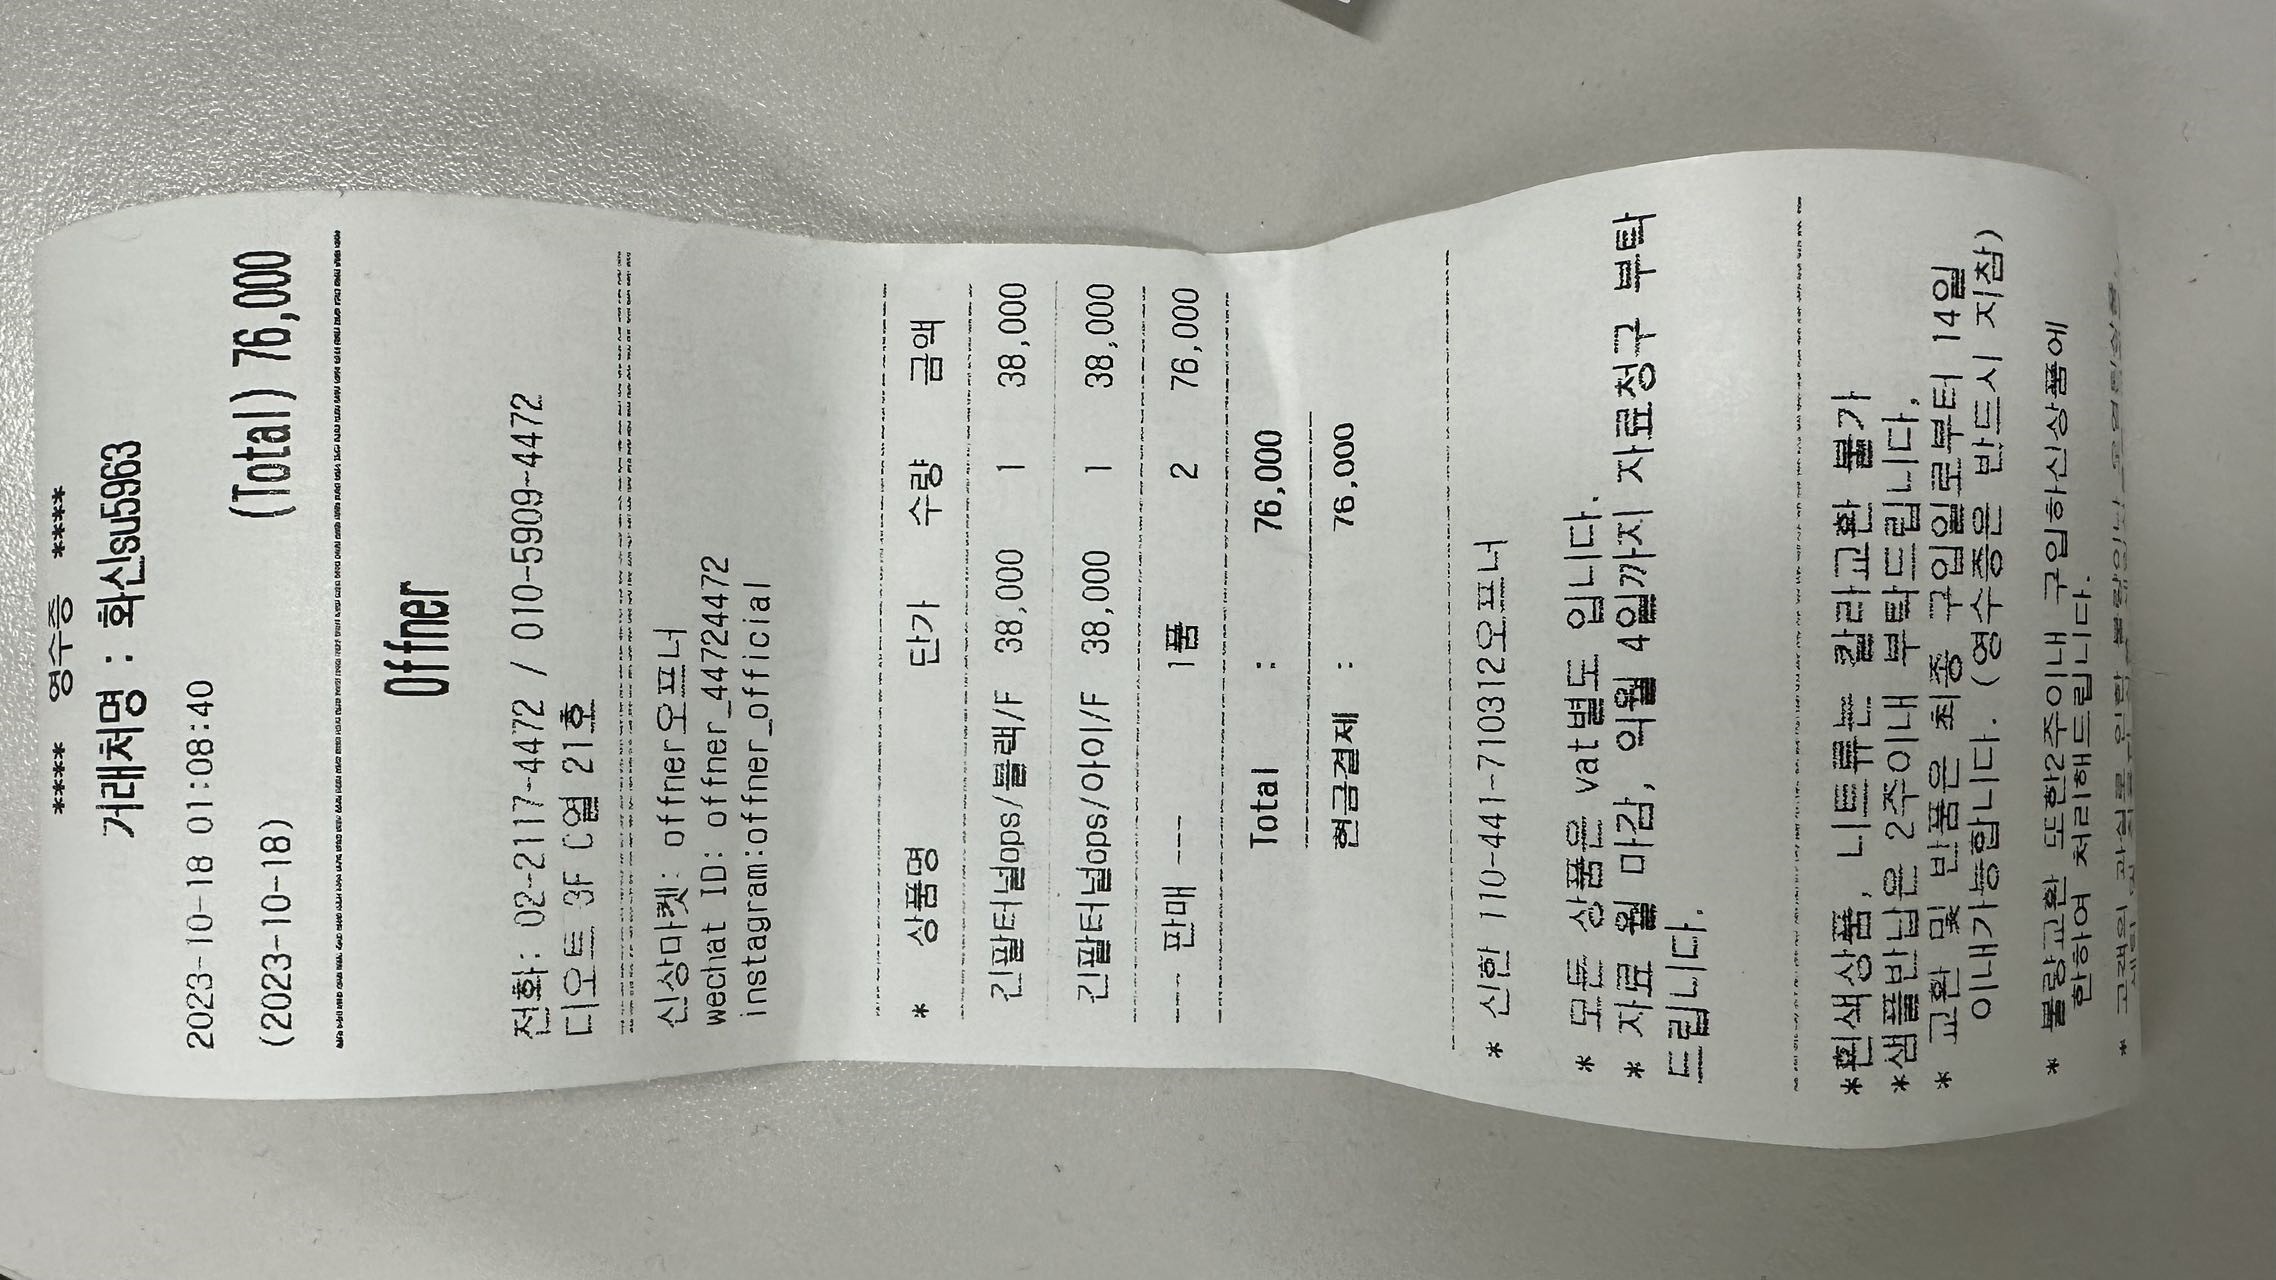 **** 영수증 ****
거래처명 : 화신su5963
2023-10-18 01:08:40
(Total) 76,000
(2023-10-18)
Offner
전화: 02-2117-4472 / 010-5909-4472
디오트 3F C열 21호
신상마켓: offner오프너
wechat ID: offner_44724472
instagram:offner_official
* 상품명 단가 수량 금액
긴팔터널ops/블랙/F 38,000 1 38,000
긴팔터널ops/아이/F 38,000 1 38,000
--- 판매 --- 1품 2 76,000
Total : 76,000
현금결제 : 76,000
* 신한 110-441-710312오프너
* 모든 상품은 vat별도 입니다.
* 자료 월 마감, 익월 4일까지 자료청구 부탁
드립니다.
*흰색상품, 니트류는 칼라교환 불가
*샘플반납은 2주이내 부탁드립니다.
* 교환 및 반품은 최종 구입일로부터 14일
이내가능합니다. (영수증은 반드시 지참)
* 불량교환 또한2주이내 구입하신상품에
한하여 처리해드립니다.
* 고객의 과실로 인한